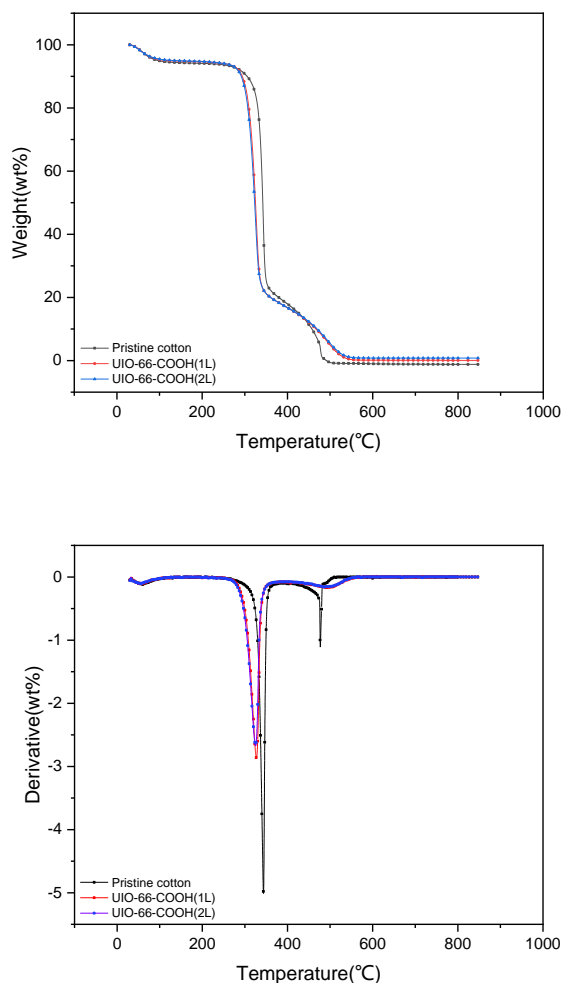 100
80
60
40
20
0
Weight(wt%)
Pristine cotton
UIO-66-COOH(1L)
UIO-66-COOH(2L)
0
200
400
600
800
1000
Temperature(℃)
0
-1
-2
-3
-4
-5
Derivative(wt%)
Pristine cotton
UIO-66-COOH(1L)
UIO-66-COOH(2L)
0
200
400
600
800
1000
Temperature(℃)